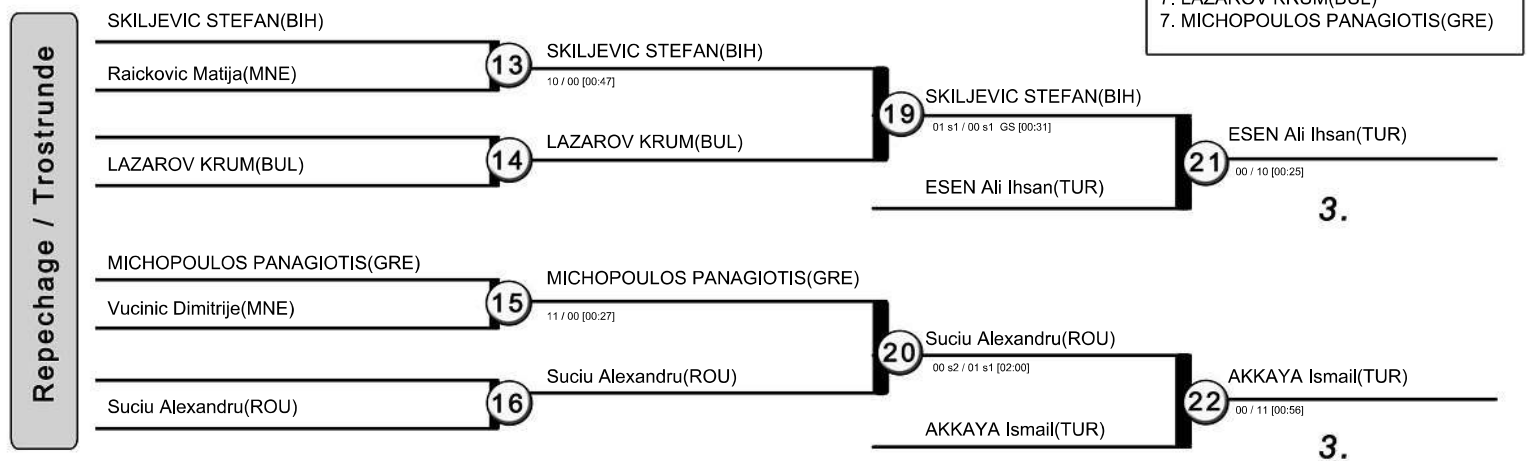 7. LAZAROV KRUM(BUL)
7. MICHOPOULOS PANAGIOTIS(GRE)
Repechage / Trostrunde
SKILJEVIC STEFAN(BIH)
Raickovic Matija(MNE)
13
SKILJEVIC STEFAN(BIH)
10 / 00 [00:47]
LAZAROV KRUM(BUL)
14
LAZAROV KRUM(BUL)
19
SKILJEVIC STEFAN(BIH)
01 s1 / 00 s1 GS [00:31]
ESEN Ali Ihsan(TUR)
21
ESEN Ali Ihsan(TUR)
00 / 10 [00:25]
3.
MICHOPOULOS PANAGIOTIS(GRE)
Vucinic Dimitrije(MNE)
15
MICHOPOULOS PANAGIOTIS(GRE)
11 / 00 [00:27]
Suciu Alexandru(ROU)
16
Suciu Alexandru(ROU)
20
Suciu Alexandru(ROU)
00 s2 / 01 s1 [02:00]
AKKAYA Ismail(TUR)
22
AKKAYA Ismail(TUR)
00 / 11 [00:56]
3.